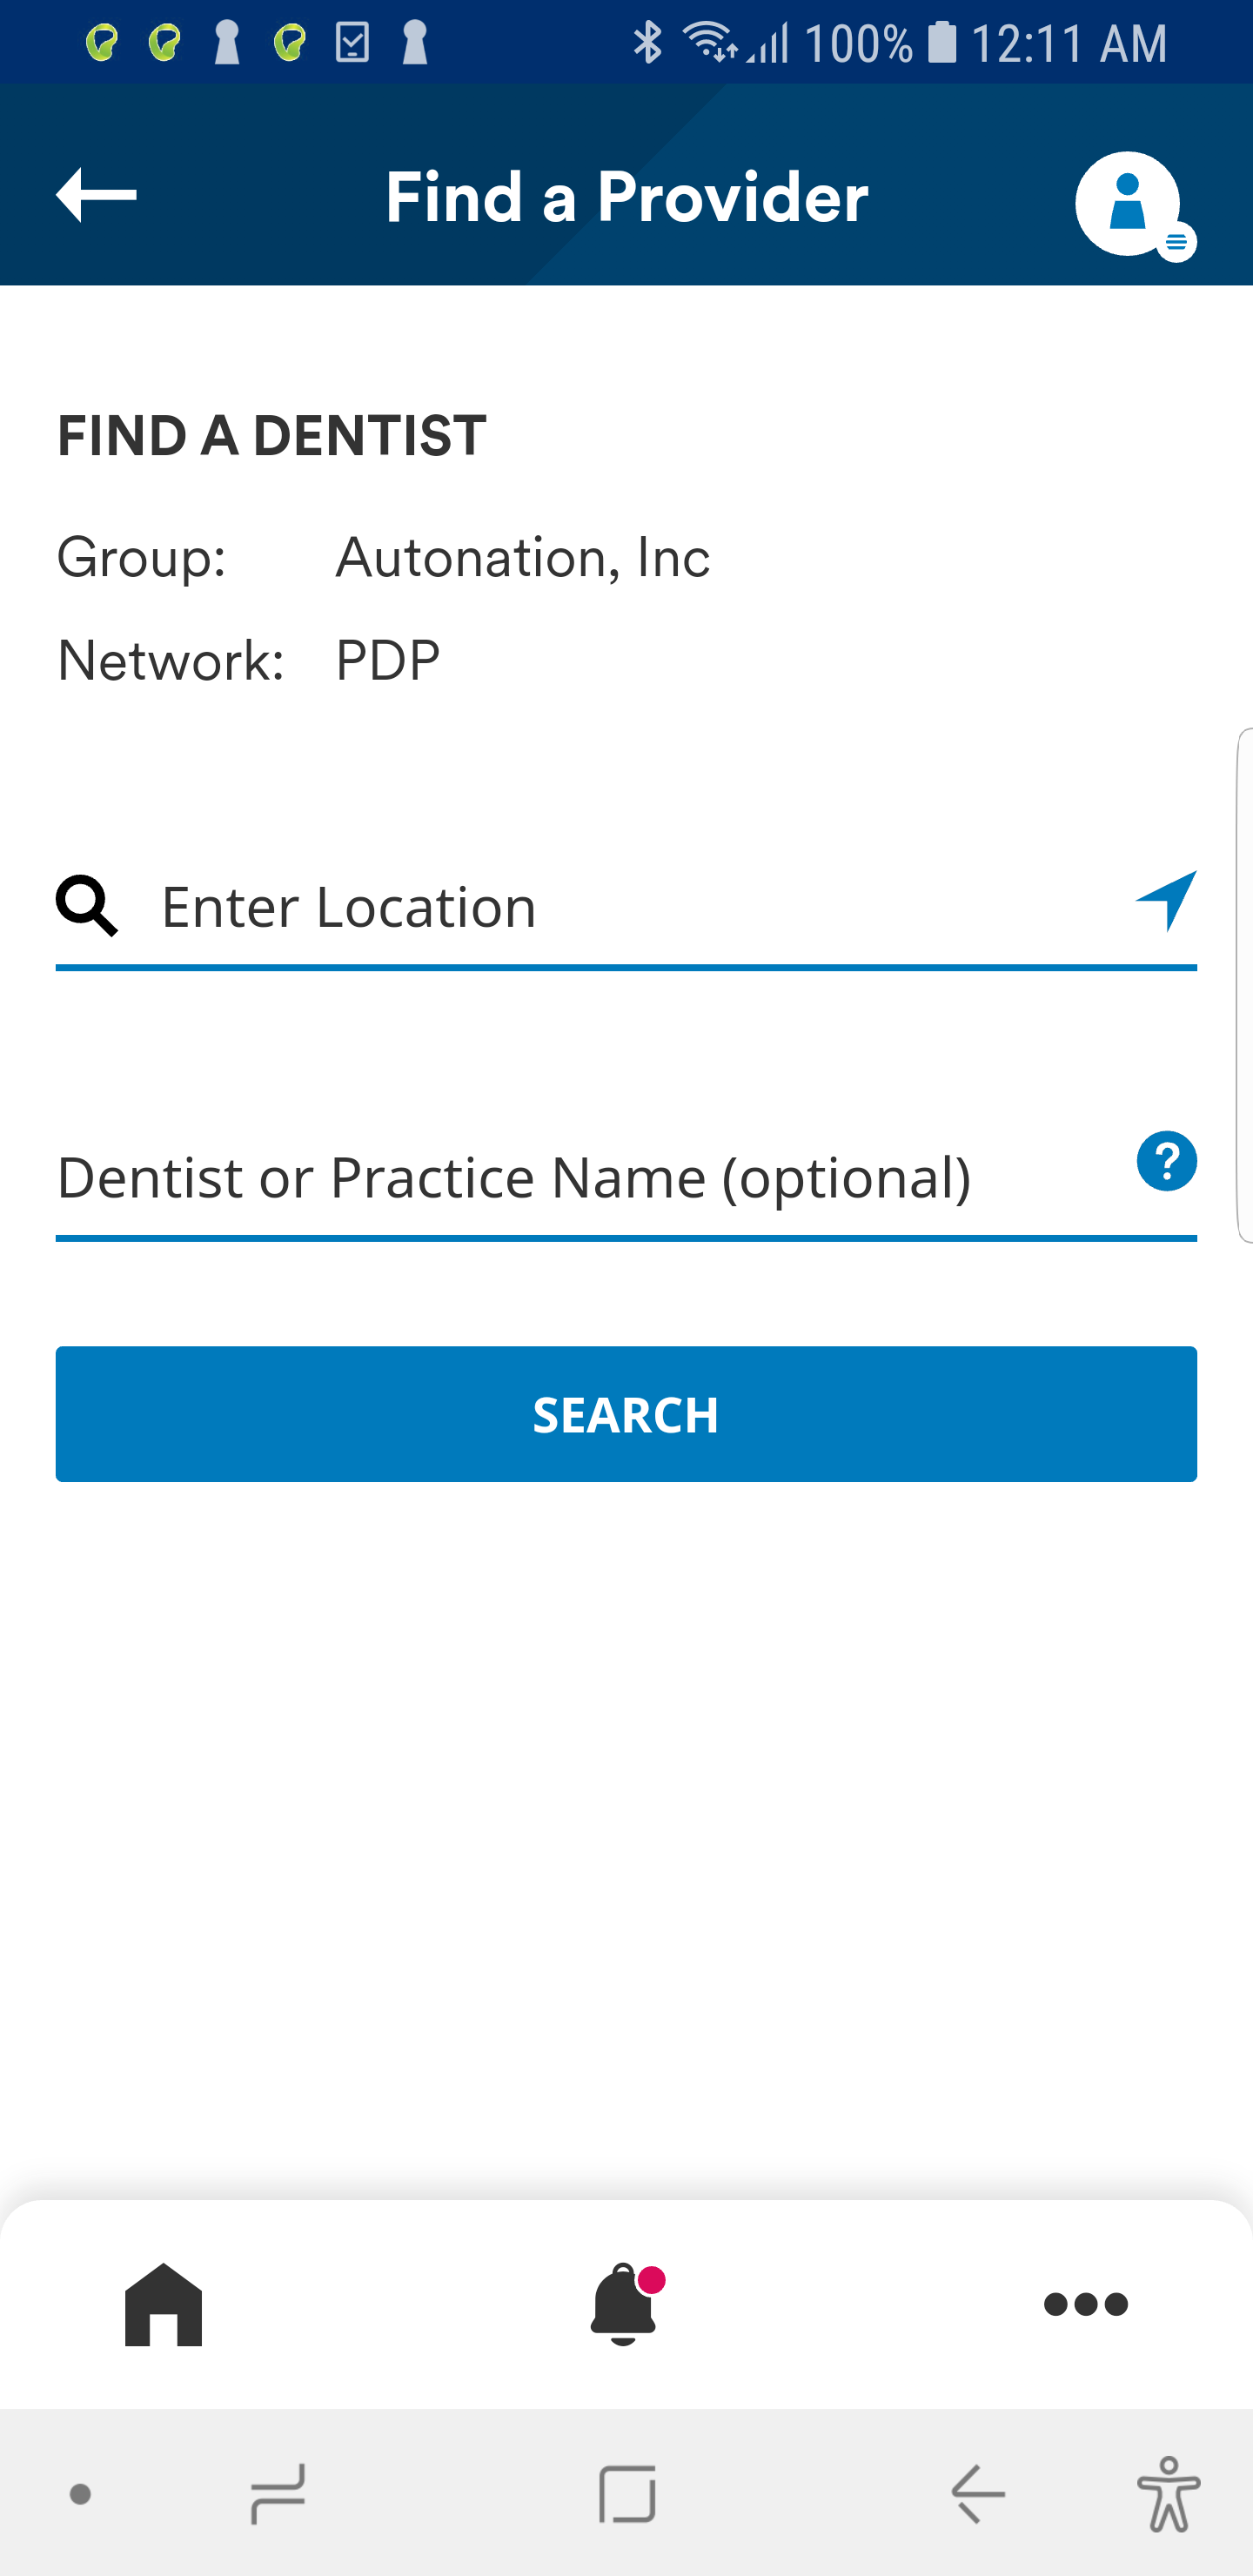 100% 12:11 AM
Find a Provider
FIND A DENTIST
Group: Autonation, Inc
Network: PDP
Enter Location
Dentist or Practice Name (optional)
?
SEARCH